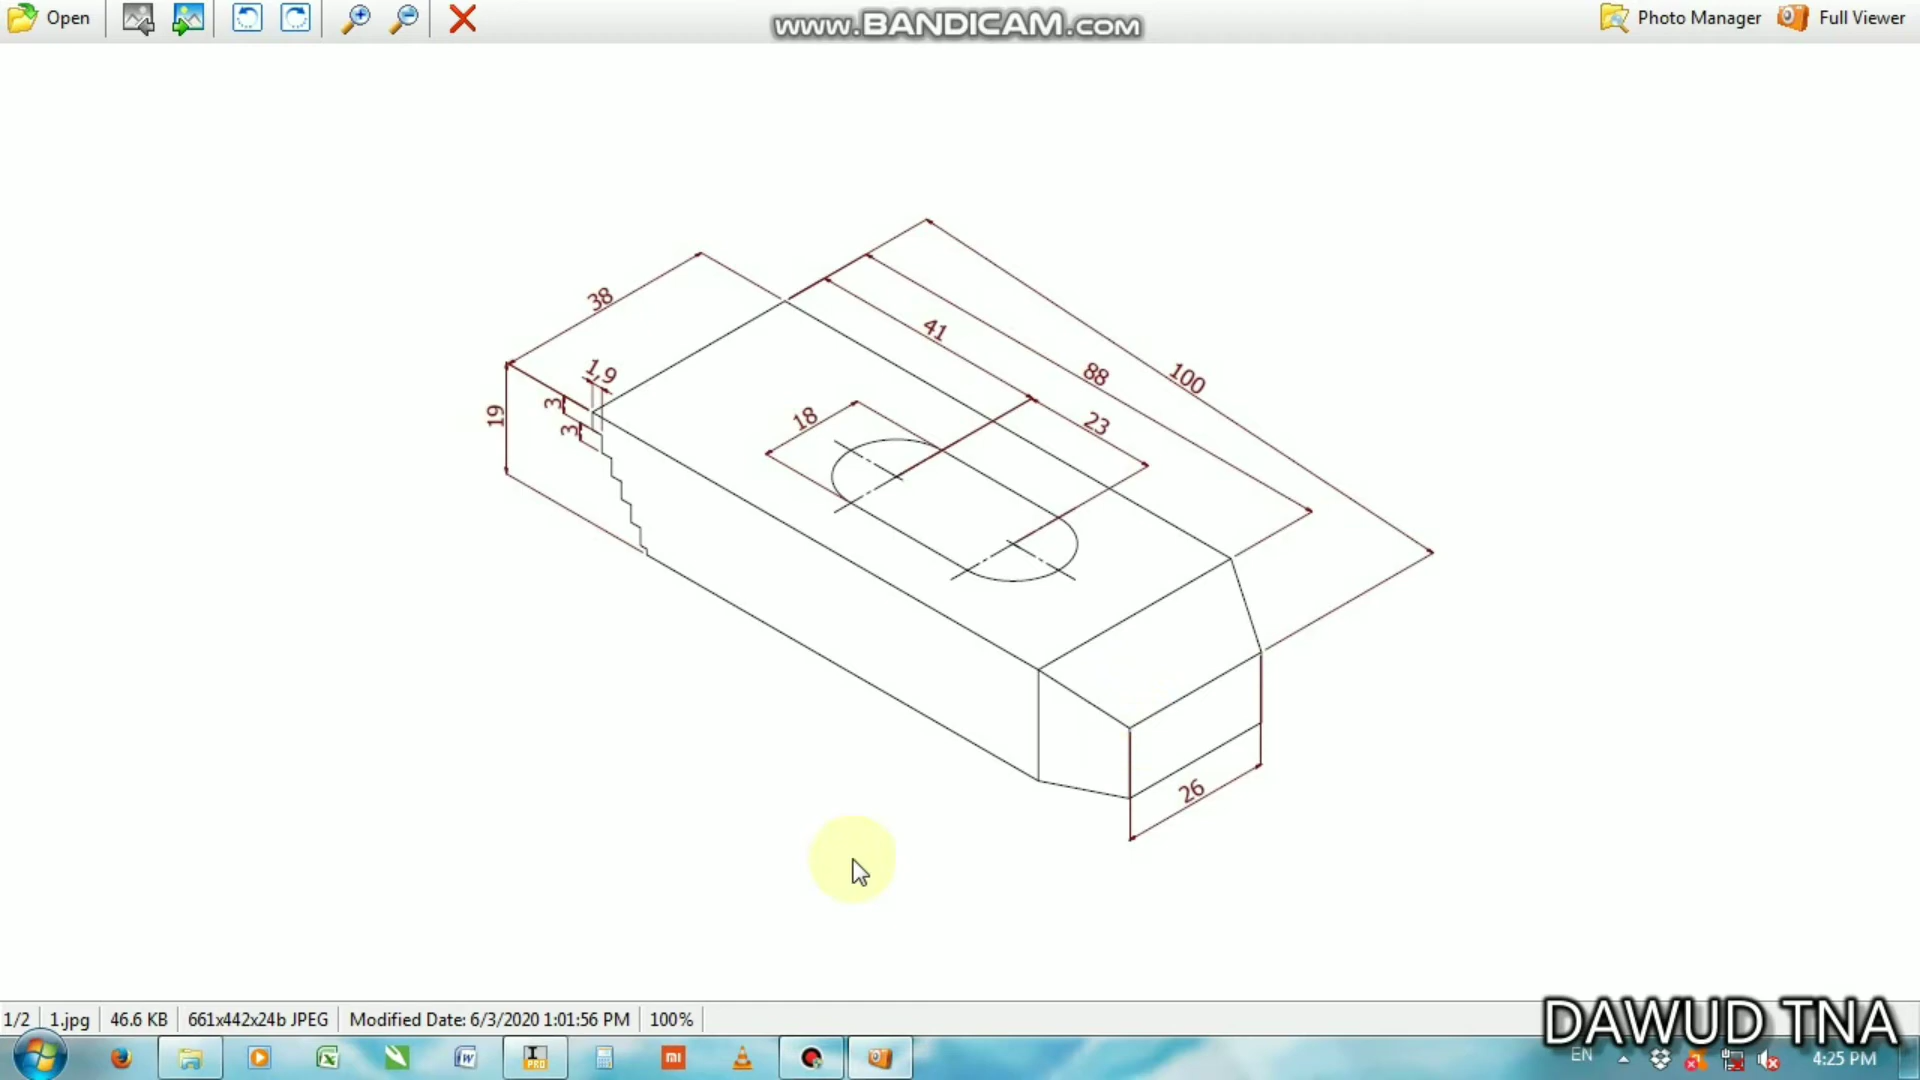 Open
www.BANDICAM.com
Photo Manager
Full Viewer
38
1,9
3
3
19
41
88
100
18
23
26
1/2 1.jpg 46.6 KB 661x442x24b JPEG Modified Date: 6/3/2020 1:01:56 PM 100%
DAWUD TNA
PRO
mi
EN
4:25 PM